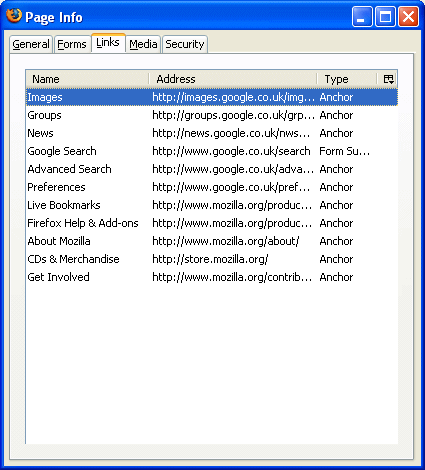 Page Info
General Forms Links Media Security
Name Address Type
Images http://images.google.co.uk/img... Anchor
Groups http://groups.google.co.uk/grp... Anchor
News http://news.google.co.uk/nws... Anchor
Google Search http://www.google.co.uk/search Form Su...
Advanced Search http://www.google.co.uk/adva... Anchor
Preferences http://www.google.co.uk/pref... Anchor
Live Bookmarks http://www.mozilla.org/produc... Anchor
Firefox Help & Add-ons http://www.mozilla.org/produc... Anchor
About Mozilla http://www.mozilla.org/about/ Anchor
CDs & Merchandise http://store.mozilla.org/ Anchor
Get Involved http://www.mozilla.org/contrib... Anchor